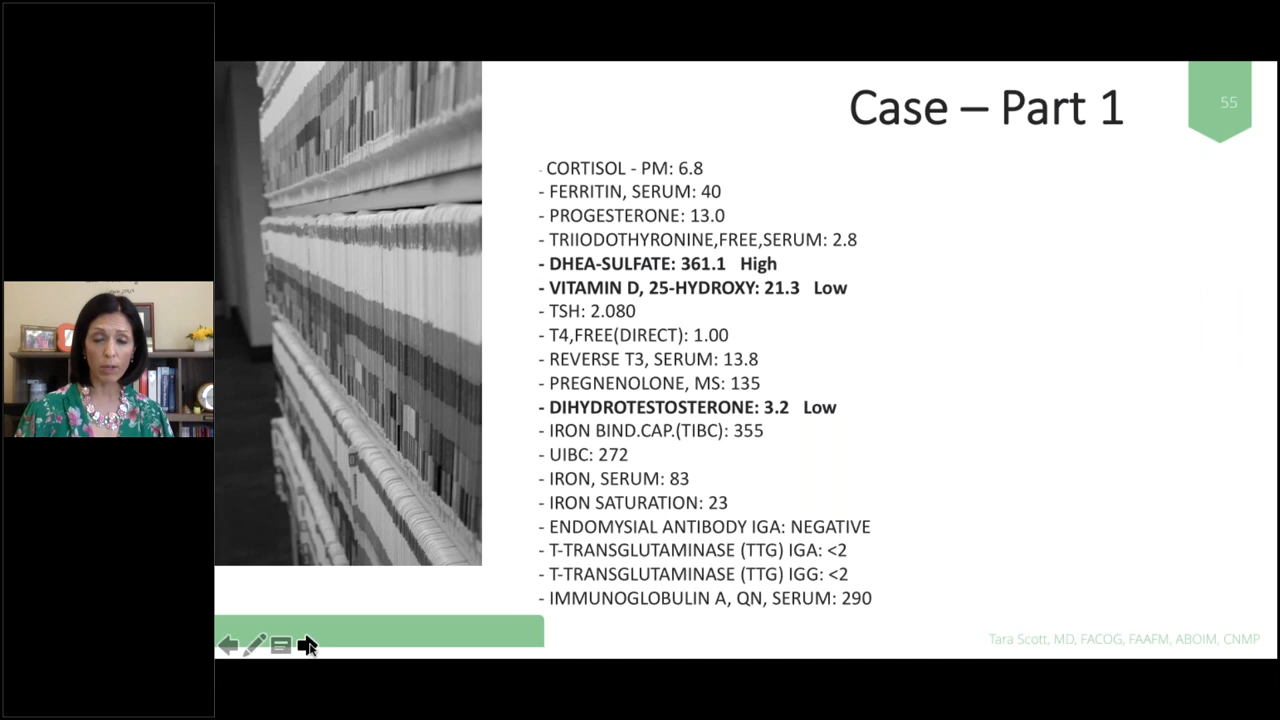 Case – Part 1
55
- CORTISOL - PM: 6.8
- FERRITIN, SERUM: 40
- PROGESTERONE: 13.0
- TRIIODOTHYRONINE,FREE,SERUM: 2.8
- DHEA-SULFATE: 361.1 High
- VITAMIN D, 25-HYDROXY: 21.3 Low
- TSH: 2.080
- T4,FREE(DIRECT): 1.00
- REVERSE T3, SERUM: 13.8
- PREGNENOLONE, MS: 135
- DIHYDROTESTOSTERONE: 3.2 Low
- IRON BIND.CAP.(TIBC): 355
- UIBC: 272
- IRON, SERUM: 83
- IRON SATURATION: 23
- ENDOMYSIAL ANTIBODY IGA: NEGATIVE
- T-TRANSGLUTAMINASE (TTG) IGA: <2
- T-TRANSGLUTAMINASE (TTG) IGG: <2
- IMMUNOGLOBULIN A, QN, SERUM: 290
Tara Scott, MD, FACOG, FAAFM, ABOIM, CNMP